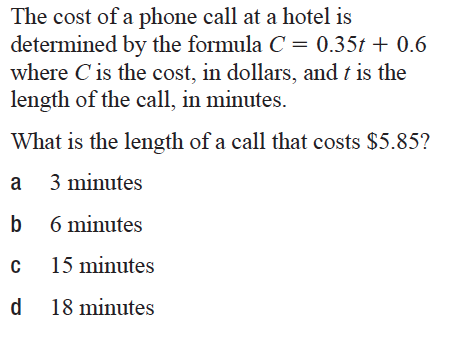 The cost of a phone call at a hotel is
determined by the formula C = 0.35t + 0.6
where C is the cost, in dollars, and t is the
length of the call, in minutes.
What is the length of a call that costs $5.85?
a 3 minutes
b 6 minutes
c 15 minutes
d 18 minutes